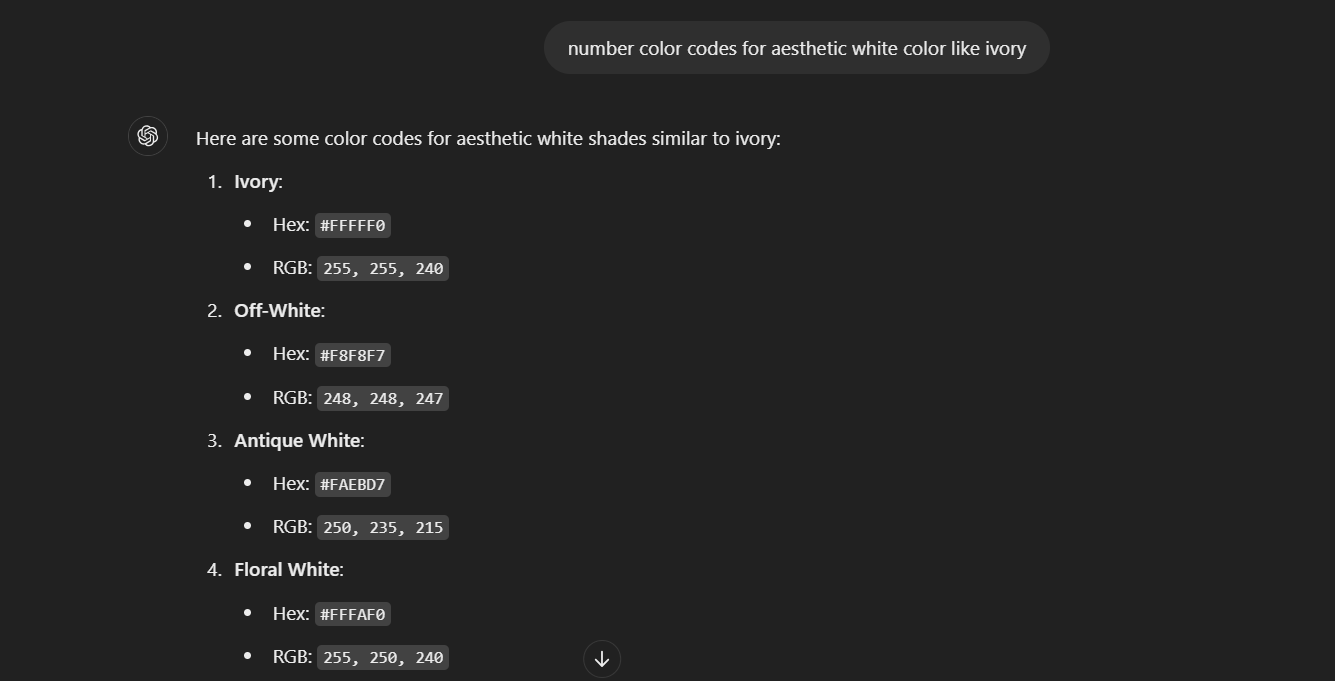 number color codes for aesthetic white color like ivory
Here are some color codes for aesthetic white shades similar to ivory:
1. Ivory:
• Hex: #FFFFF0
• RGB: 255, 255, 240
2. Off-White:
• Hex: #F8F8F7
• RGB: 248, 248, 247
3. Antique White:
• Hex: #FAEBD7
• RGB: 250, 235, 215
4. Floral White:
• Hex: #FFFAF0
• RGB: 255, 250, 240